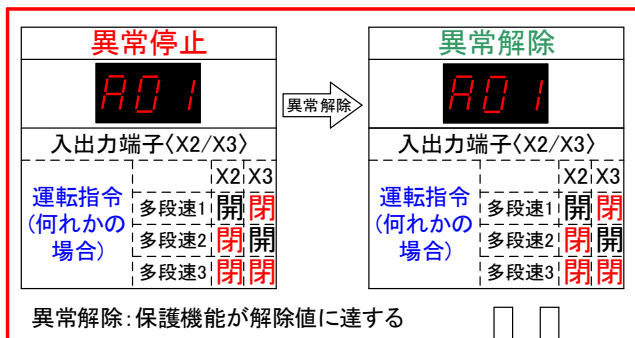 異常停止
A01
入出力端子〈X2/X3〉
運転指令
(何れかの
場合)
X2 X3
多段速1 開 閉
多段速2 閉 開
多段速3 閉 閉
異常解除
異常解除
A01
入出力端子〈X2/X3〉
運転指令
(何れかの
場合)
X2 X3
多段速1 開 閉
多段速2 閉 開
多段速3 閉 閉
異常解除:保護機能が解除値に達する